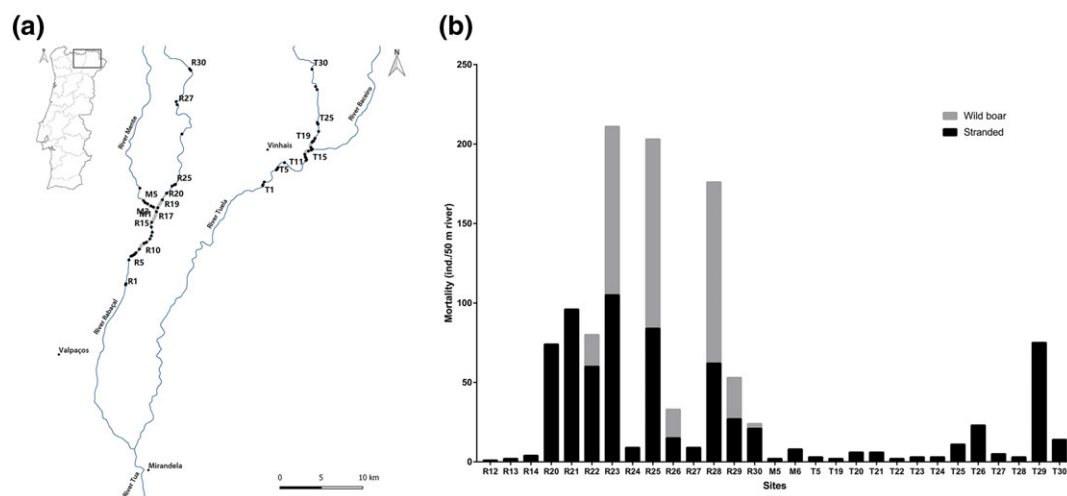 (a)
N
R30
T30
R27
River Mente
River Baceiro
T25
Vinhais
T19
T15
T11
T5
R25
T1
M5
R20
R19
R17
R15
River Tuela
R10
R5
R1
River Rabaçal
Valpaços
Mirandela
River Tua
0 5 10 km
(b)
250
200
150
100
50
0
Mortality (ind./50 m river)
Wild boar
Stranded
R12 R13 R14 R20 R21 R22 R23 R24 R25 R26 R27 R28 R29 R30 M5 M6 T5 T19 T20 T21 T22 T23 T24 T25 T26 T27 T28 T29 T30
Sites